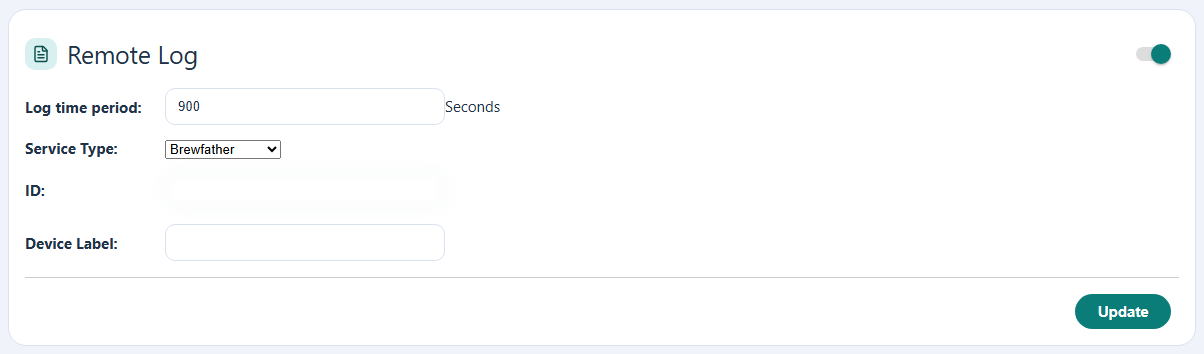 Remote Log
Log time period: 900 Seconds
Service Type: Brewfather
ID:
Device Label:
Update